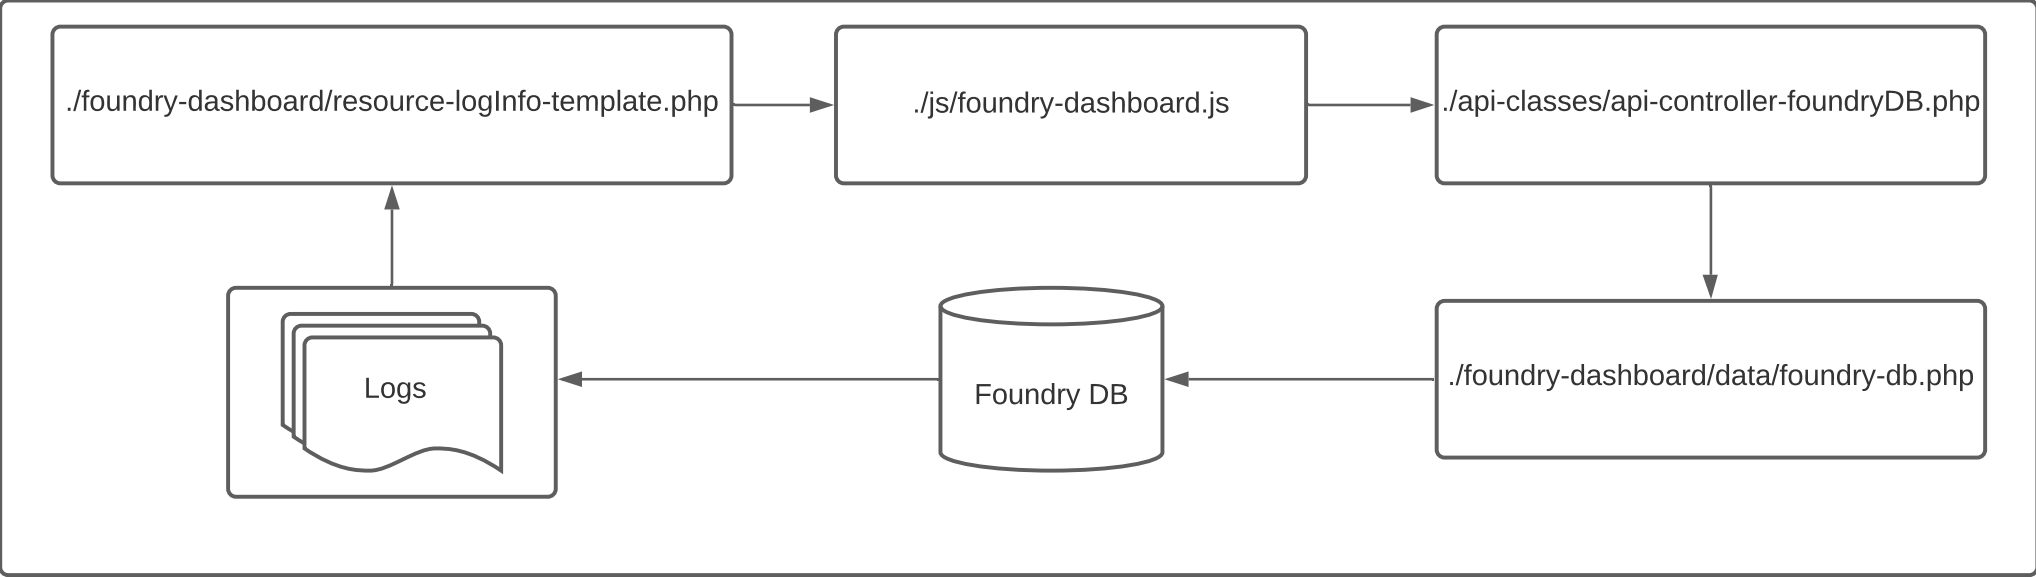 ./foundry-dashboard/resource-logInfo-template.php
./js/foundry-dashboard.js
./api-classes/api-controller-foundryDB.php
Logs
Foundry DB
./foundry-dashboard/data/foundry-db.php